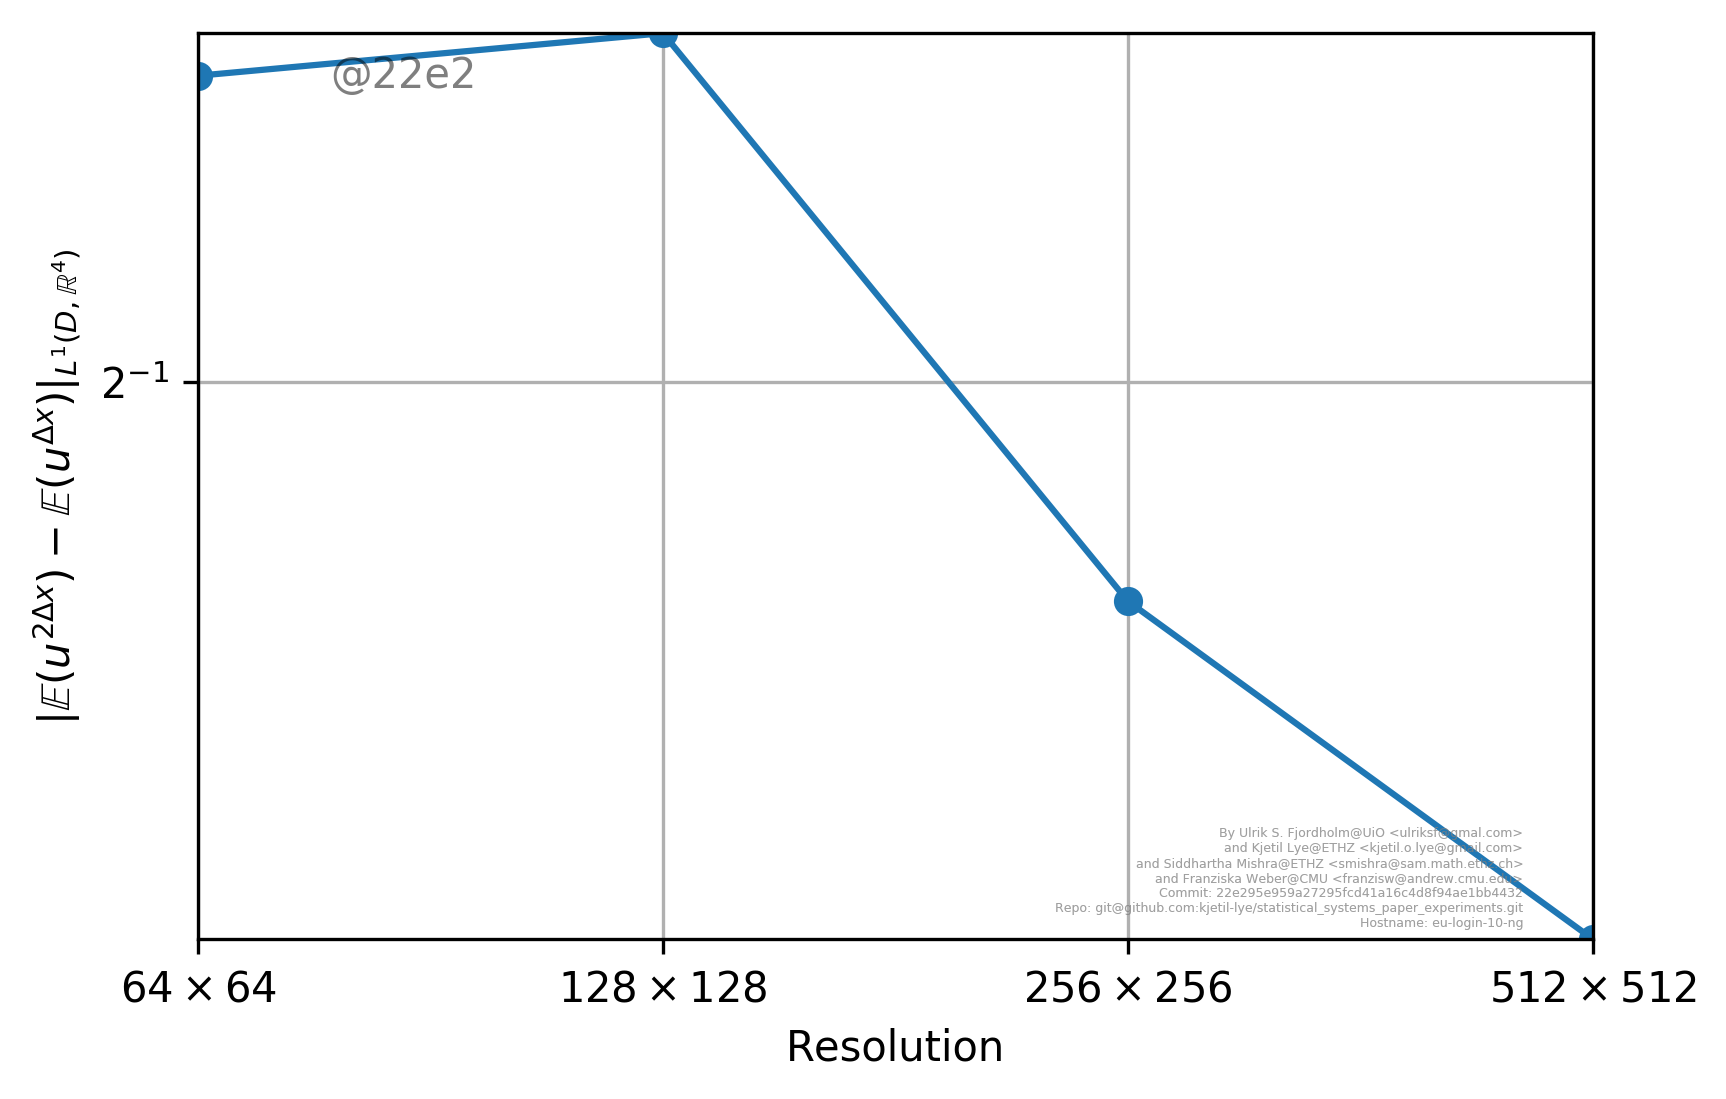 @22e2
|𝔼(u^{2Δx}) − 𝔼(u^{Δx})|_{L^1(D, ℝ^4)}
2^{−1}
By Ulrik S. Fjordholm@UiO <ulriksf@gmal.com>
and Kjetil Lye@ETHZ <kjetil.o.lye@gmail.com>
and Siddhartha Mishra@ETHZ <smishra@sam.math.ethz.ch>
and Franziska Weber@CMU <franzisw@andrew.cmu.edu>
Commit: 22e295e959a27295fcd41a16c4d8f94ae1bb4432
Repo: git@github.com:kjetil-lye/statistical_systems_paper_experiments.git
Hostname: eu-login-10-ng
64 × 64 128 × 128 256 × 256 512 × 512
Resolution